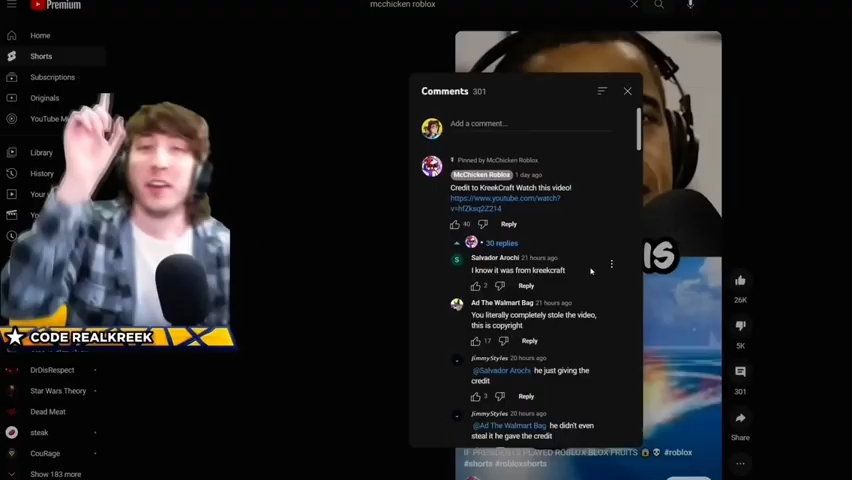 Premium
mcchicken roblox
Home
Shorts
Subscriptions
Originals
YouTube M
Library
History
Your
CODE REALKREEK
DrDisRespect
Star Wars Theory
Dead Meat
steak
CouRage
Show 183 more
Comments 301
Add a comment...
Pinned by McChicken Roblox
McChicken Roblox 1 day ago
Credit to KreekCraft Watch this video!
https://www.youtube.com/watch?
v=hfZksq2Z214
40 Reply
30 replies
S
Salvador Arochi 21 hours ago
I know it was from kreekcraft
2 Reply
Ad The Walmart Bag 21 hours ago
You literally completely stole the video,
this is copyright
17 Reply
jimmyStyles 20 hours ago
@Salvador Arochi he just giving the
credit
3 Reply
jimmyStyles 20 hours ago
@Ad The Walmart Bag he didn't even
steal it he gave the credit
IS
26K
5K
301
Share
IF PRESIDENTS PLAYED ROBLOX BLOX FRUITS 😱 💀 #roblox
#shorts #robloxshorts